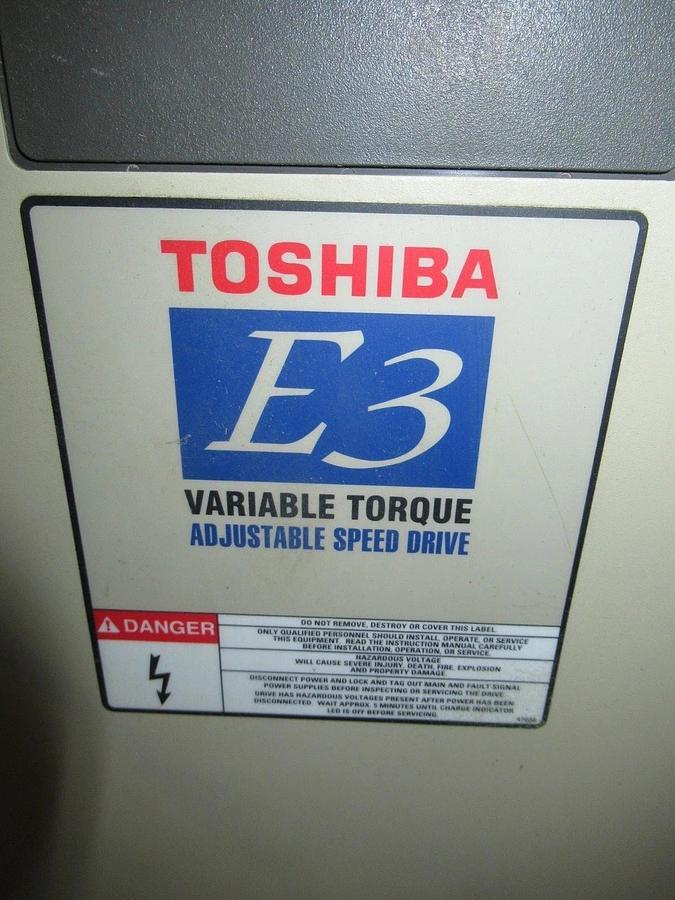 TOSHIBA
E3
VARIABLE TORQUE
ADJUSTABLE SPEED DRIVE
DANGER
DO NOT REMOVE, DESTROY OR COVER THIS LABEL
ONLY QUALIFIED PERSONNEL SHOULD INSTALL, OPERATE, OR SERVICE
THIS EQUIPMENT. READ THE INSTRUCTION MANUAL CAREFULLY
BEFORE INSTALLATION, OPERATION, OR SERVICE.
HAZARDOUS VOLTAGE
WILL CAUSE SEVERE INJURY, DEATH, FIRE, EXPLOSION
AND PROPERTY DAMAGE.
DISCONNECT POWER AND LOCK AND TAG OUT MAIN AND FAULT SIGNAL
POWER SUPPLIES BEFORE INSPECTING OR SERVICING THE DRIVE.
DRIVE HAS HAZARDOUS VOLTAGES PRESENT AFTER POWER HAS BEEN
DISCONNECTED. WAIT APPROX. 5 MINUTES UNTIL CHARGE INDICATOR
LED IS OFF BEFORE SERVICING.